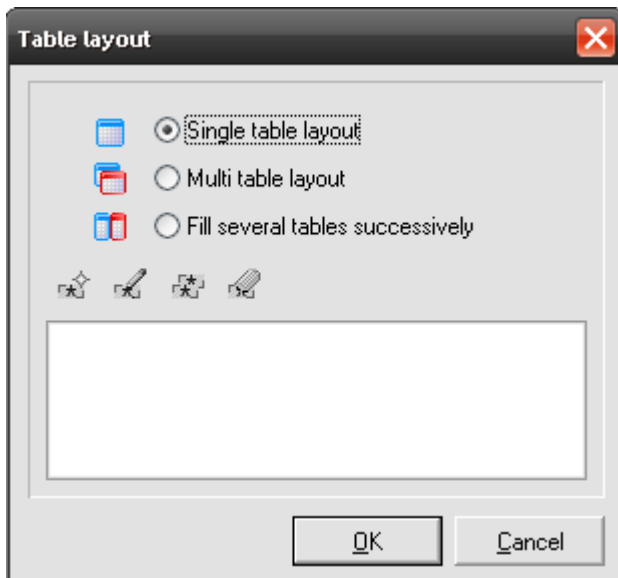 Table layout
Single table layout
Multi table layout
Fill several tables successively
OK
Cancel